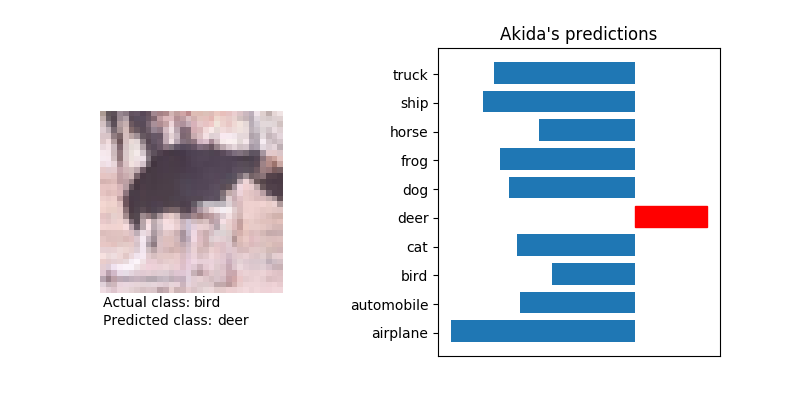 Akida's predictions
truck
ship
horse
frog
dog
deer
cat
bird
automobile
airplane
Actual class: bird
Predicted class: deer